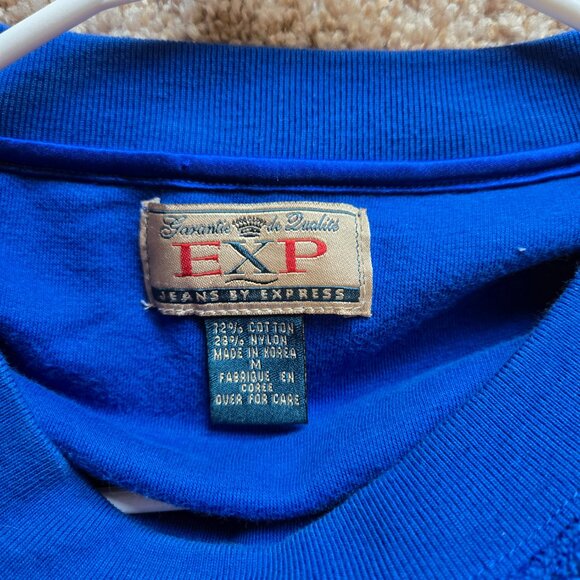 Garantie de Qualité
EXP
JEANS BY EXPRESS
72% COTTON
28% NYLON
MADE IN KOREA
M
FABRIQUE EN
COREE
OVER FOR CARE